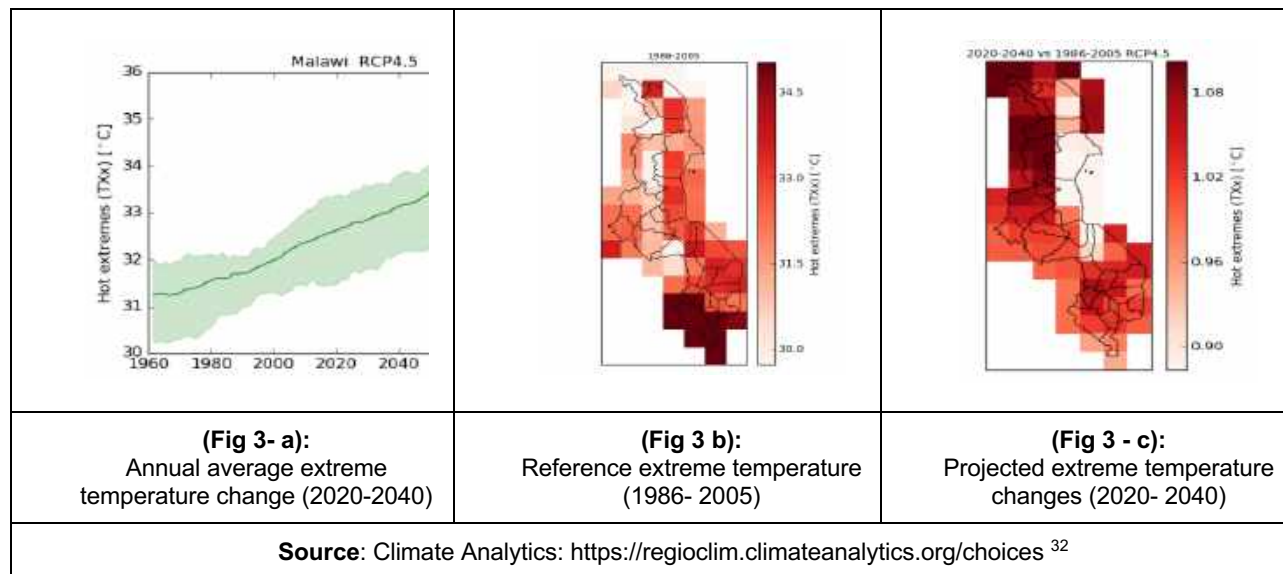 Malawi RCP4.5
36
35
34
33
32
31
30
Hot extremes (TXx) [°C]
1960 1980 2000 2020 2040
1986-2005
34.5
33.0
31.5
30.0
Hot extremes (TXx) [°C]
2020-2040 vs 1986-2005 RCP4.5
1.08
1.02
0.96
0.90
Hot extremes (TXx) [°C]
(Fig 3- a):
Annual average extreme
temperature change (2020-2040)
(Fig 3 b):
Reference extreme temperature
(1986- 2005)
(Fig 3 - c):
Projected extreme temperature
changes (2020- 2040)
Source: Climate Analytics: https://regioclim.climateanalytics.org/choices 32